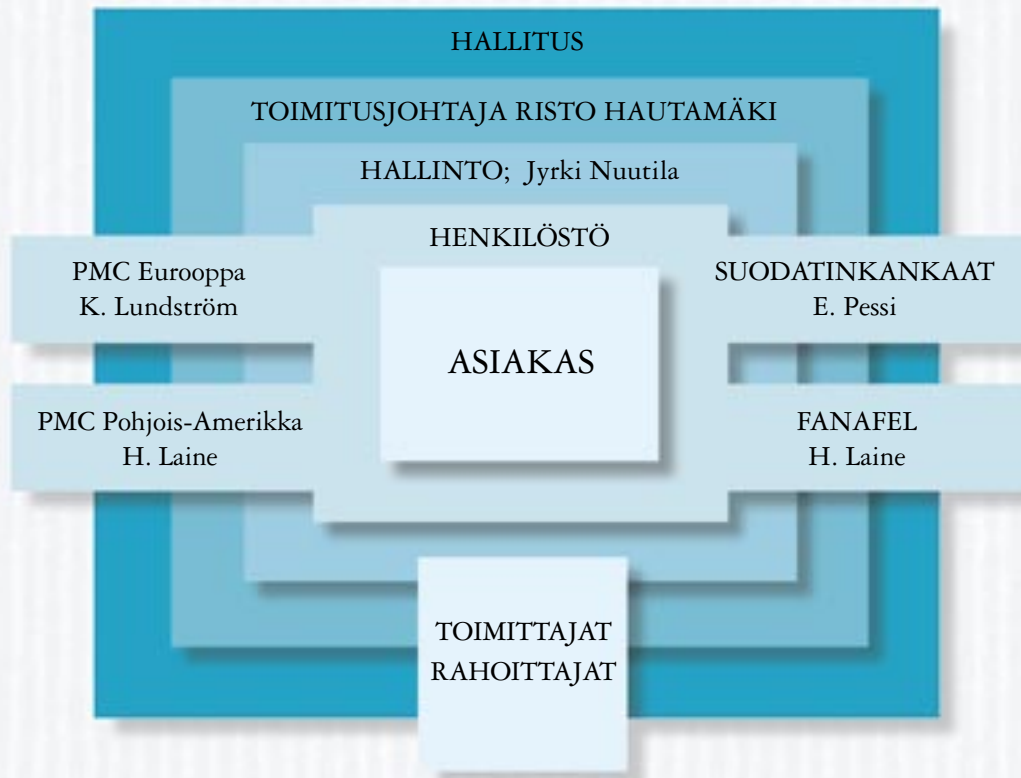 HALLITUS
TOIMITUSJOHTAJA RISTO HAUTAMÄKI
HALLINTO; Jyrki Nuutila
HENKILÖSTÖ
PMC Eurooppa
K. Lundström
SUODATINKANKAAT
E. Pessi
ASIAKAS
PMC Pohjois-Amerikka
H. Laine
FANAFEL
H. Laine
TOIMITTAJAT
RAHOITTAJAT